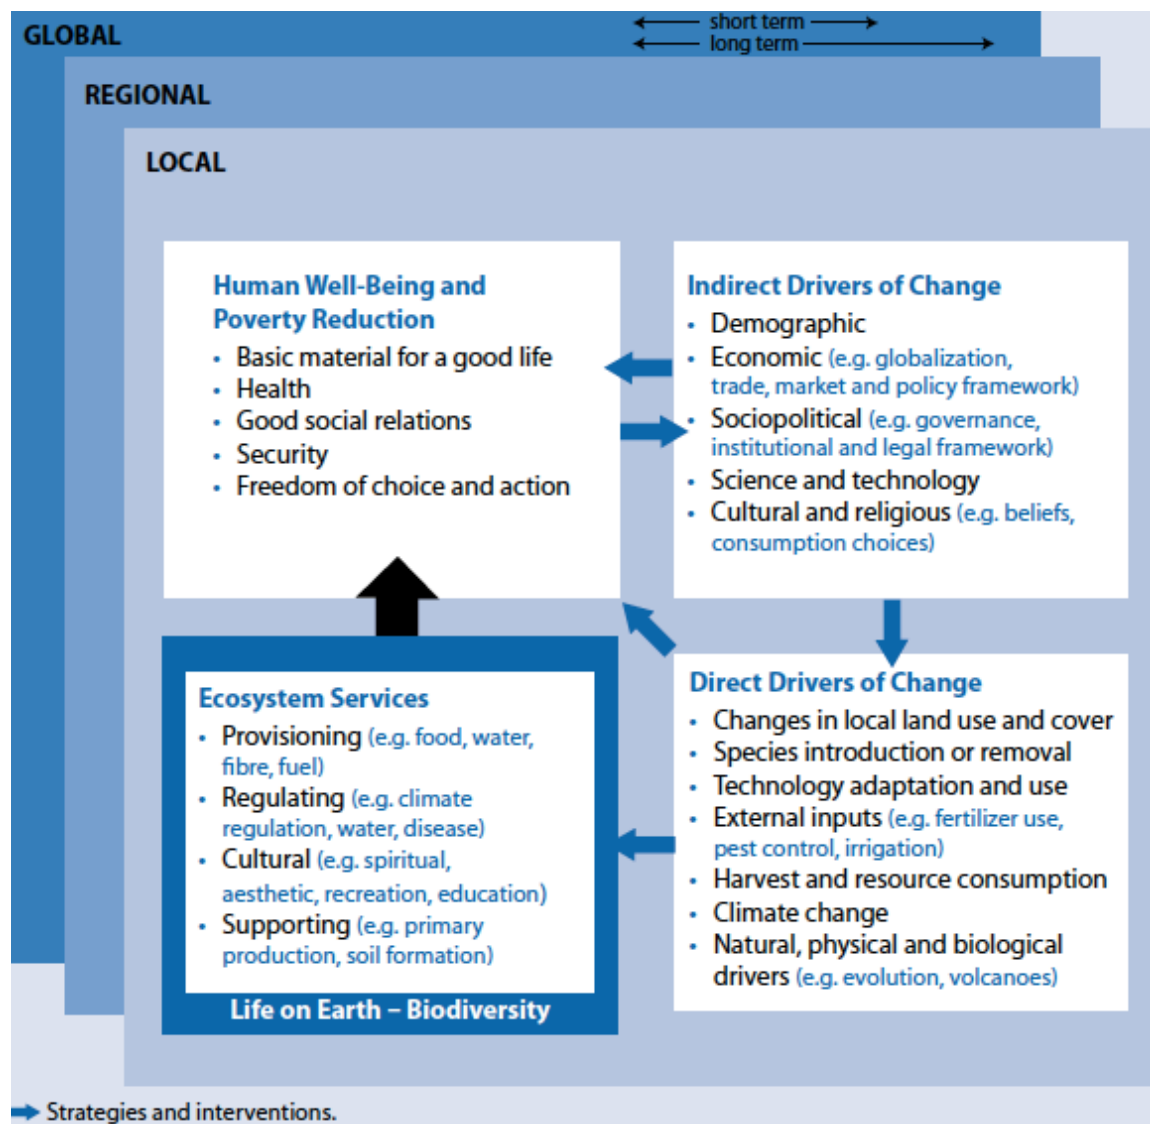 GLOBAL
short term
long term
REGIONAL
LOCAL
Human Well-Being and
Poverty Reduction
• Basic material for a good life
• Health
• Good social relations
• Security
• Freedom of choice and action
Indirect Drivers of Change
• Demographic
• Economic (e.g. globalization,
trade, market and policy framework)
• Sociopolitical (e.g. governance,
institutional and legal framework)
• Science and technology
• Cultural and religious (e.g. beliefs,
consumption choices)
Ecosystem Services
• Provisioning (e.g. food, water,
fibre, fuel)
• Regulating (e.g. climate
regulation, water, disease)
• Cultural (e.g. spiritual,
aesthetic, recreation, education)
• Supporting (e.g. primary
production, soil formation)
Life on Earth – Biodiversity
Direct Drivers of Change
• Changes in local land use and cover
• Species introduction or removal
• Technology adaptation and use
• External inputs (e.g. fertilizer use,
pest control, irrigation)
• Harvest and resource consumption
• Climate change
• Natural, physical and biological
drivers (e.g. evolution, volcanoes)
Strategies and interventions.